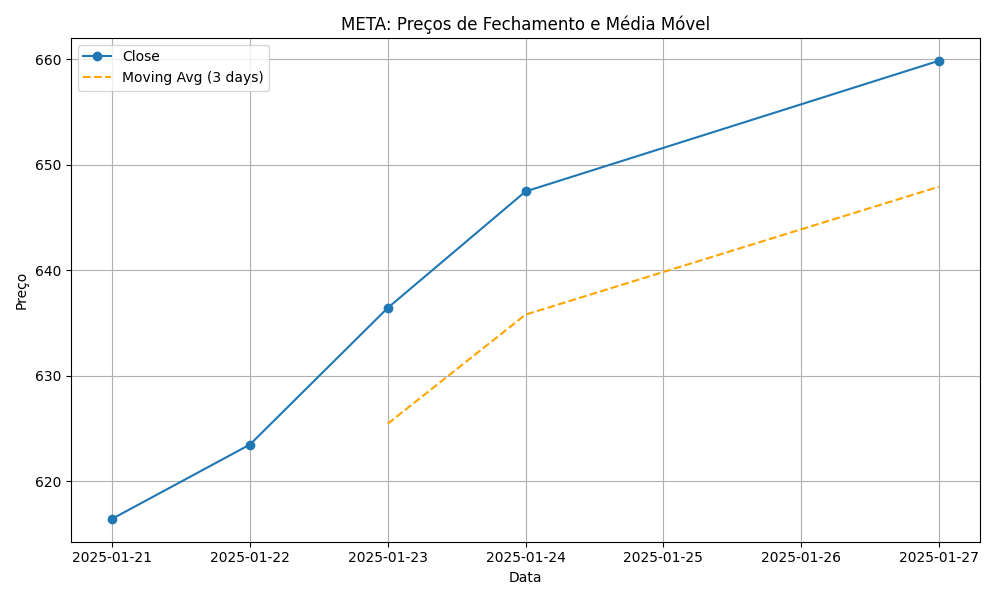 META: Preços de Fechamento e Média Móvel
Close
Moving Avg (3 days)
Preço
660
650
640
630
620
2025-01-21 2025-01-22 2025-01-23 2025-01-24 2025-01-25 2025-01-26 2025-01-27
Data